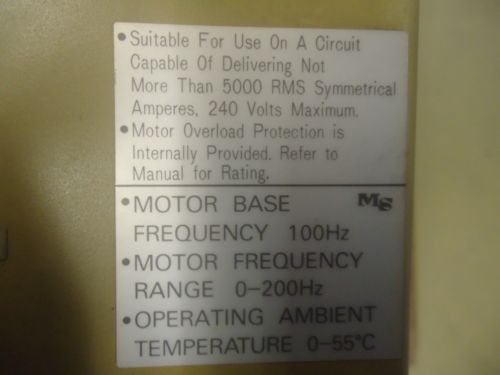 •Suitable For Use On A Circuit
Capable Of Delivering Not
More Than 5000 RMS Symmetrical
Amperes, 240 Volts Maximum.
•Motor Overload Protection is
Internally Provided. Refer to
Manual for Rating.
•MOTOR BASE MS
FREQUENCY 100Hz
•MOTOR FREQUENCY
RANGE 0-200Hz
•OPERATING AMBIENT
TEMPERATURE 0-55°C